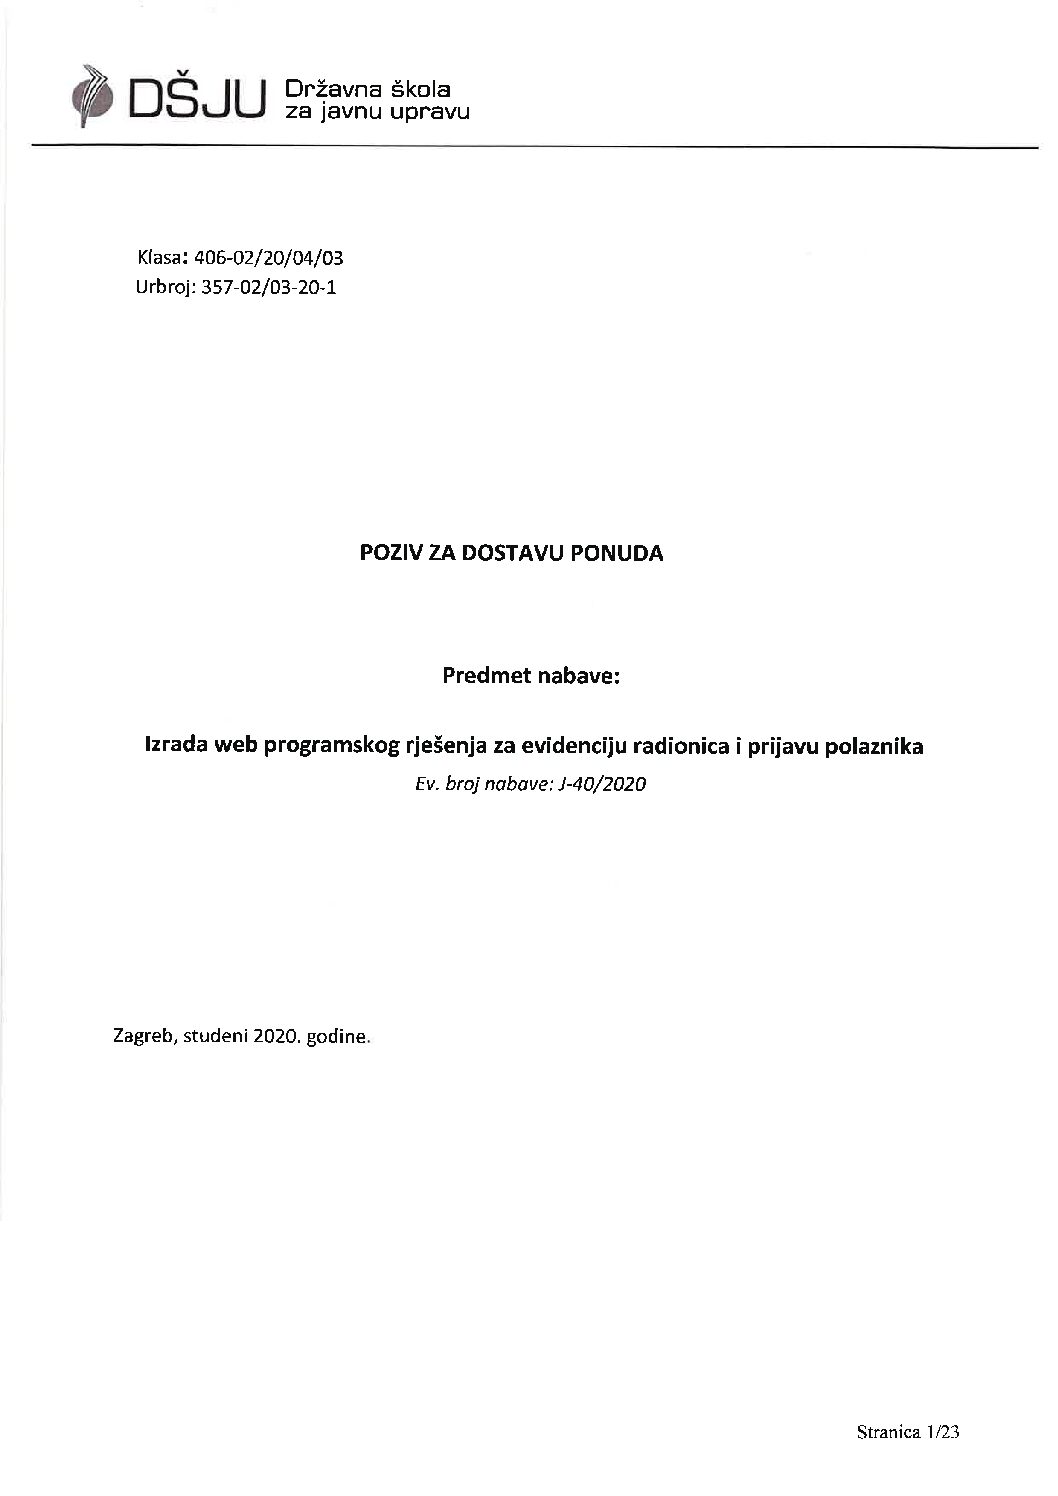 DŠJU Državna škola
za javnu upravu
Klasa: 406-02/20/04/03
Urbroj: 357-02/03-20-1
POZIV ZA DOSTAVU PONUDA
Predmet nabave:
Izrada web programskog rješenja za evidenciju radionica i prijavu polaznika
Ev. broj nabave: J-40/2020
Zagreb, studeni 2020. godine.
Stranica 1/23